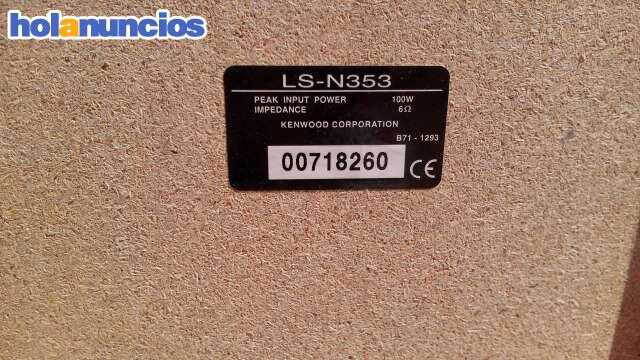 holanuncios
LS-N353
PEAK INPUT POWER 100W
IMPEDANCE 6Ω
KENWOOD CORPORATION
B71 - 1293
00718260
CE